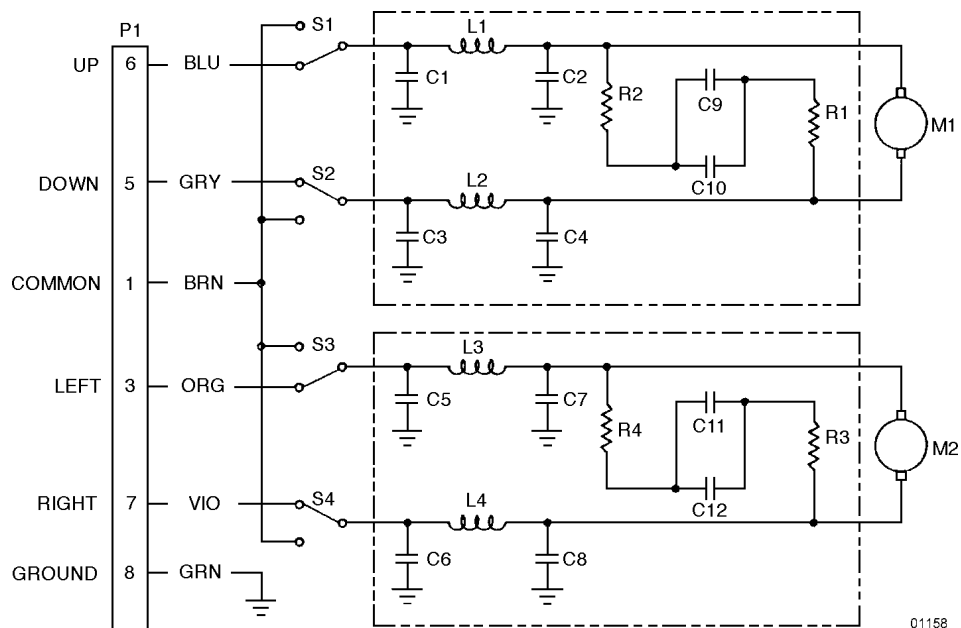 P1
S1
UP 6 BLU
L1
C1
C2
R2
C9
R1
M1
C10
DOWN 5 GRY
S2
L2
C3
C4
COMMON 1 BRN
S3
L3
LEFT 3 ORG
C5
C7
R4
C11
R3
M2
C12
RIGHT 7 VIO
S4
L4
C6
C8
GROUND 8 GRN
01158